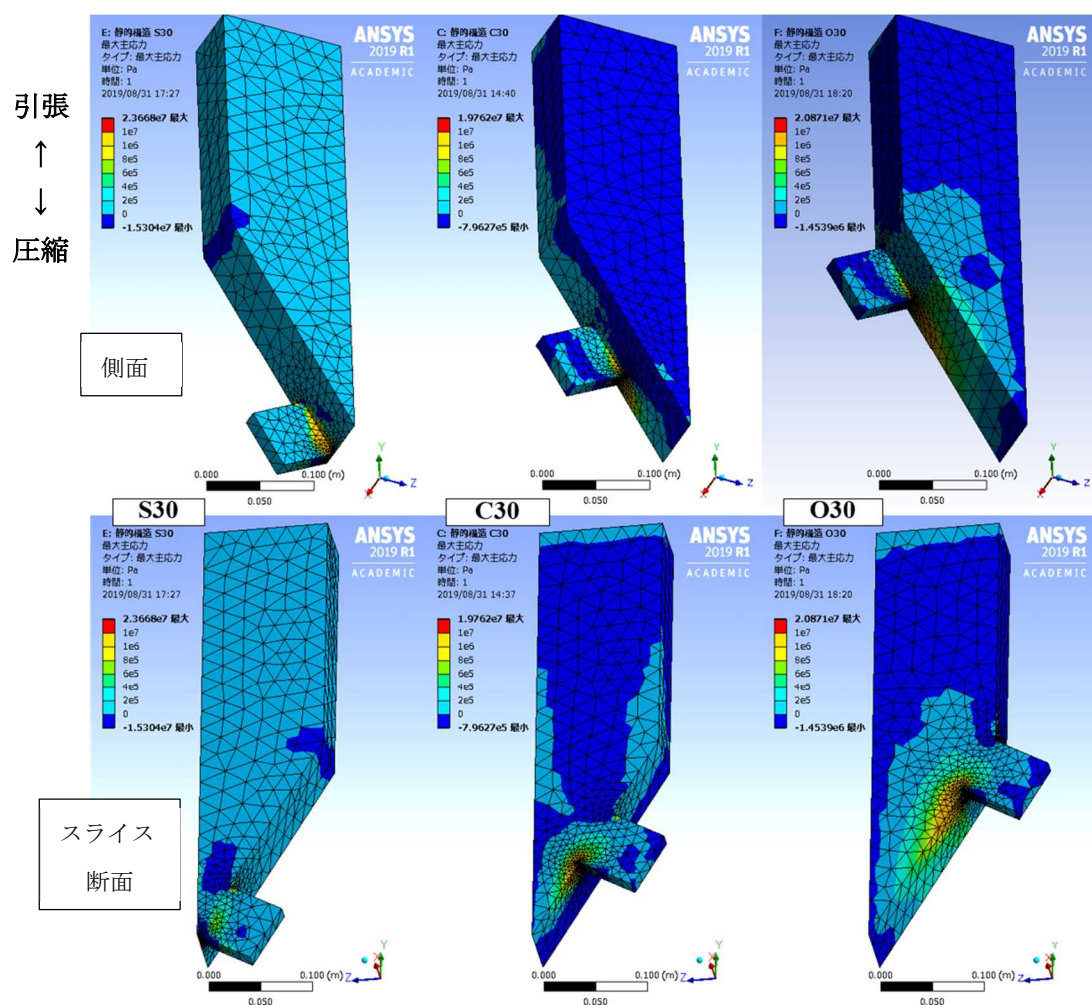 引張
↑
↓
圧縮
側面
E: 静的構造 S30
最大主応力
タイプ: 最大主応力
単位: Pa
時間: 1
2019/08/31 17:27
2.3668e7 最大
1e7
1e6
8e5
6e5
4e5
2e5
0
-1.5304e7 最小
ANSYS
2019 R1
ACADEMIC
0.000
0.100 (m)
0.050
Y
Z
X
S30
C: 静的構造 C30
最大主応力
タイプ: 最大主応力
単位: Pa
時間: 1
2019/08/31 14:40
1.9762e7 最大
1e7
1e6
8e5
6e5
4e5
2e5
0
-7.9627e5 最小
ANSYS
2019 R1
ACADEMIC
0.000
0.100 (m)
0.050
Y
Z
X
C30
F: 静的構造 O30
最大主応力
タイプ: 最大主応力
単位: Pa
時間: 1
2019/08/31 18:20
2.0871e7 最大
1e7
1e6
8e5
6e5
4e5
2e5
0
-1.4539e6 最小
ANSYS
2019 R1
ACADEMIC
0.000
0.100 (m)
0.050
Y
Z
X
O30
スライス
断面
E: 静的構造 S30
最大主応力
タイプ: 最大主応力
単位: Pa
時間: 1
2019/08/31 17:27
2.3668e7 最大
1e7
1e6
8e5
6e5
4e5
2e5
0
-1.5304e7 最小
ANSYS
2019 R1
ACADEMIC
0.000
0.100 (m)
0.050
Y
Z
X
C: 静的構造 C30
最大主応力
タイプ: 最大主応力
単位: Pa
時間: 1
2019/08/31 14:37
1.9762e7 最大
1e7
1e6
8e5
6e5
4e5
2e5
0
-7.9627e5 最小
ANSYS
2019 R1
ACADEMIC
0.000
0.100 (m)
0.050
Y
Z
X
F: 静的構造 O30
最大主応力
タイプ: 最大主応力
単位: Pa
時間: 1
2019/08/31 18:20
2.0871e7 最大
1e7
1e6
8e5
6e5
4e5
2e5
0
-1.4539e6 最小
ANSYS
2019 R1
ACADEMIC
0.000
0.100 (m)
0.050
Y
Z
X